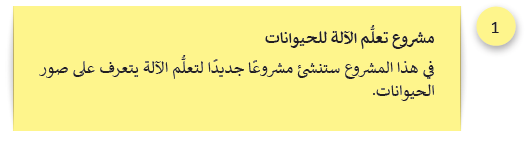 1
مشروع تعلُّم الآلة للحيوانات
في هذا المشروع ستنشئ مشروعًا جديدًا لتعلُّم الآلة يتعرف على صور
الحيوانات.